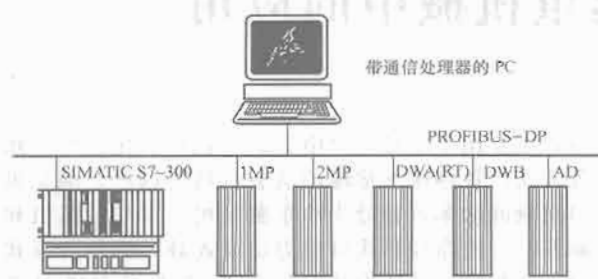 带通信处理器的 PC
PROFIBUS-DP
SIMATIC S7-300
1MP
2MP
DWA(RT)
DWB
AD